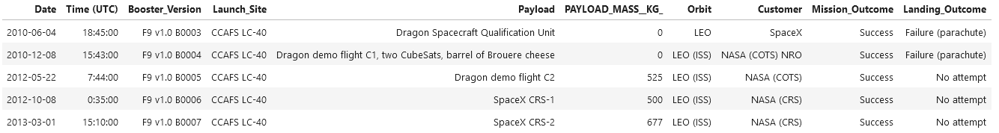 Date Time (UTC) Booster_Version Launch_Site Payload PAYLOAD_MASS__KG_ Orbit Customer Mission_Outcome Landing_Outcome
2010-06-04 18:45:00 F9 v1.0 B0003 CCAFS LC-40 Dragon Spacecraft Qualification Unit 0 LEO SpaceX Success Failure (parachute)
2010-12-08 15:43:00 F9 v1.0 B0004 CCAFS LC-40 Dragon demo flight C1, two CubeSats, barrel of Brouere cheese 0 LEO (ISS) NASA (COTS) NRO Success Failure (parachute)
2012-05-22 7:44:00 F9 v1.0 B0005 CCAFS LC-40 Dragon demo flight C2 525 LEO (ISS) NASA (COTS) Success No attempt
2012-10-08 0:35:00 F9 v1.0 B0006 CCAFS LC-40 SpaceX CRS-1 500 LEO (ISS) NASA (CRS) Success No attempt
2013-03-01 15:10:00 F9 v1.0 B0007 CCAFS LC-40 SpaceX CRS-2 677 LEO (ISS) NASA (CRS) Success No attempt